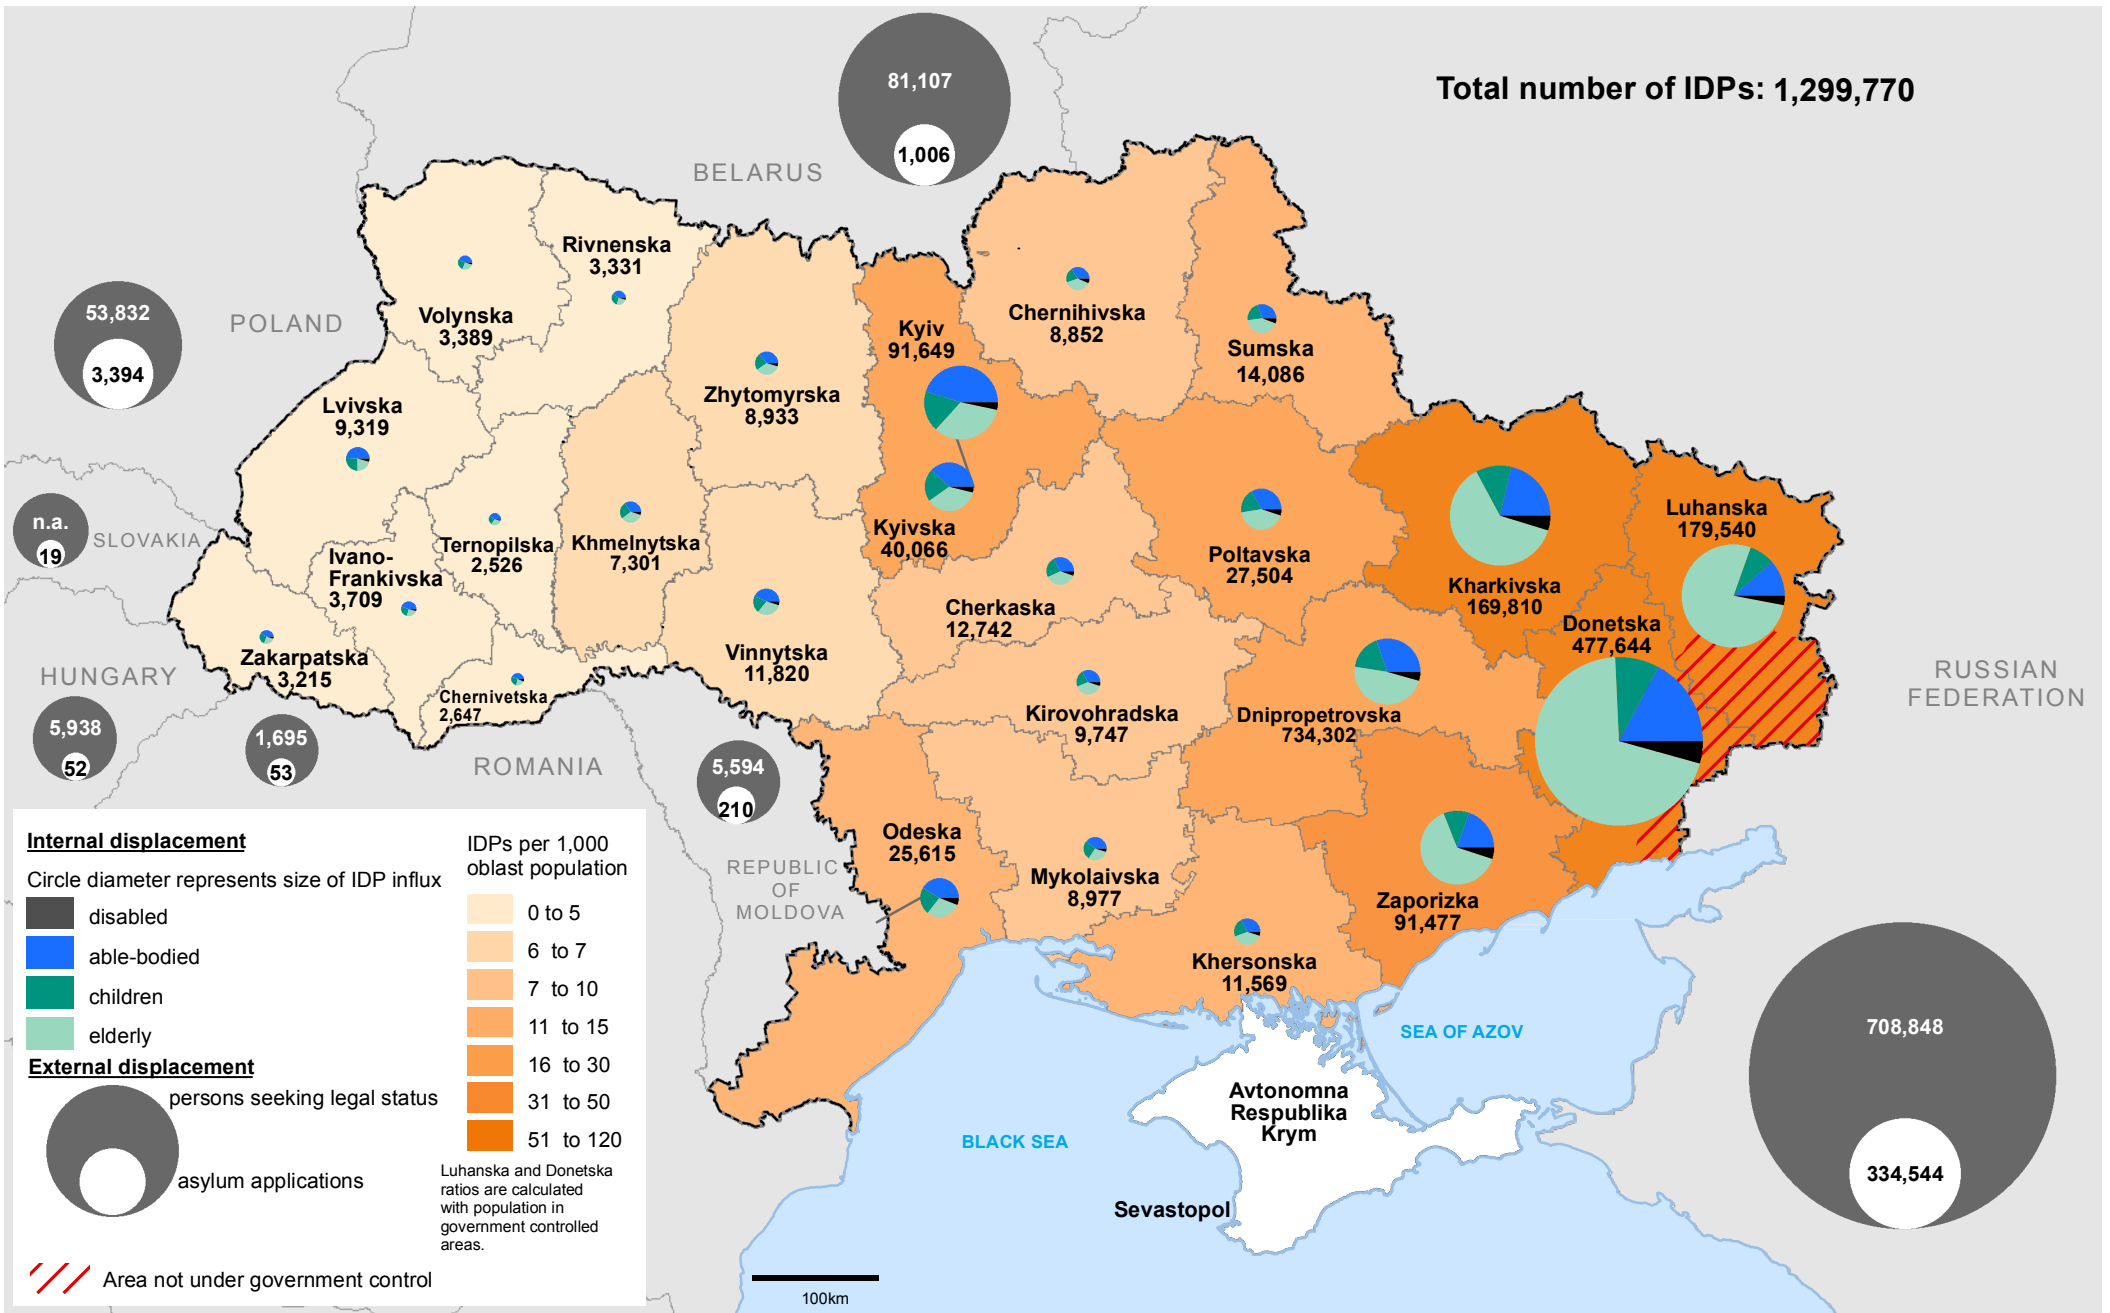 Total number of IDPs: 1,299,770
81,107
1,006
BELARUS
Rivnenska
3,331
Volynska
3,389
53,832
3,394
POLAND
Chernihivska
8,852
Kyiv
91,649
Sumska
14,086
Zhytomyrska
8,933
Lvivska
9,319
n.a.
19
SLOVAKIA
Ivano-
Frankivska
3,709
Ternopilska
2,526
Khmelnytska
7,301
Kyivska
40,066
Poltavska
27,504
Kharkivska
169,810
Luhanska
179,540
Donetska
477,644
Cherkaska
12,742
Vinnytska
11,820
Zakarpatska
3,215
Chernivetska
2,647
HUNGARY
5,938
52
1,695
53
ROMANIA
5,594
210
REPUBLIC
OF
MOLDOVA
Kirovohradska
9,747
Dnipropetrovska
734,302
RUSSIAN
FEDERATION
Odeska
25,615
Mykolaivska
8,977
Zaporizka
91,477
Khersonska
11,569
SEA OF AZOV
BLACK SEA
Avtonomna
Respublika
Krym
Sevastopol
708,848
334,544
Internal displacement
Circle diameter represents size of IDP influx
disabled
able-bodied
children
elderly
External displacement
persons seeking legal status
asylum applications
Area not under government control
IDPs per 1,000
oblast population
0 to 5
6 to 7
7 to 10
11 to 15
16 to 30
31 to 50
51 to 120
Luhanska and Donetska
ratios are calculated
with population in
government controlled
areas.
100km